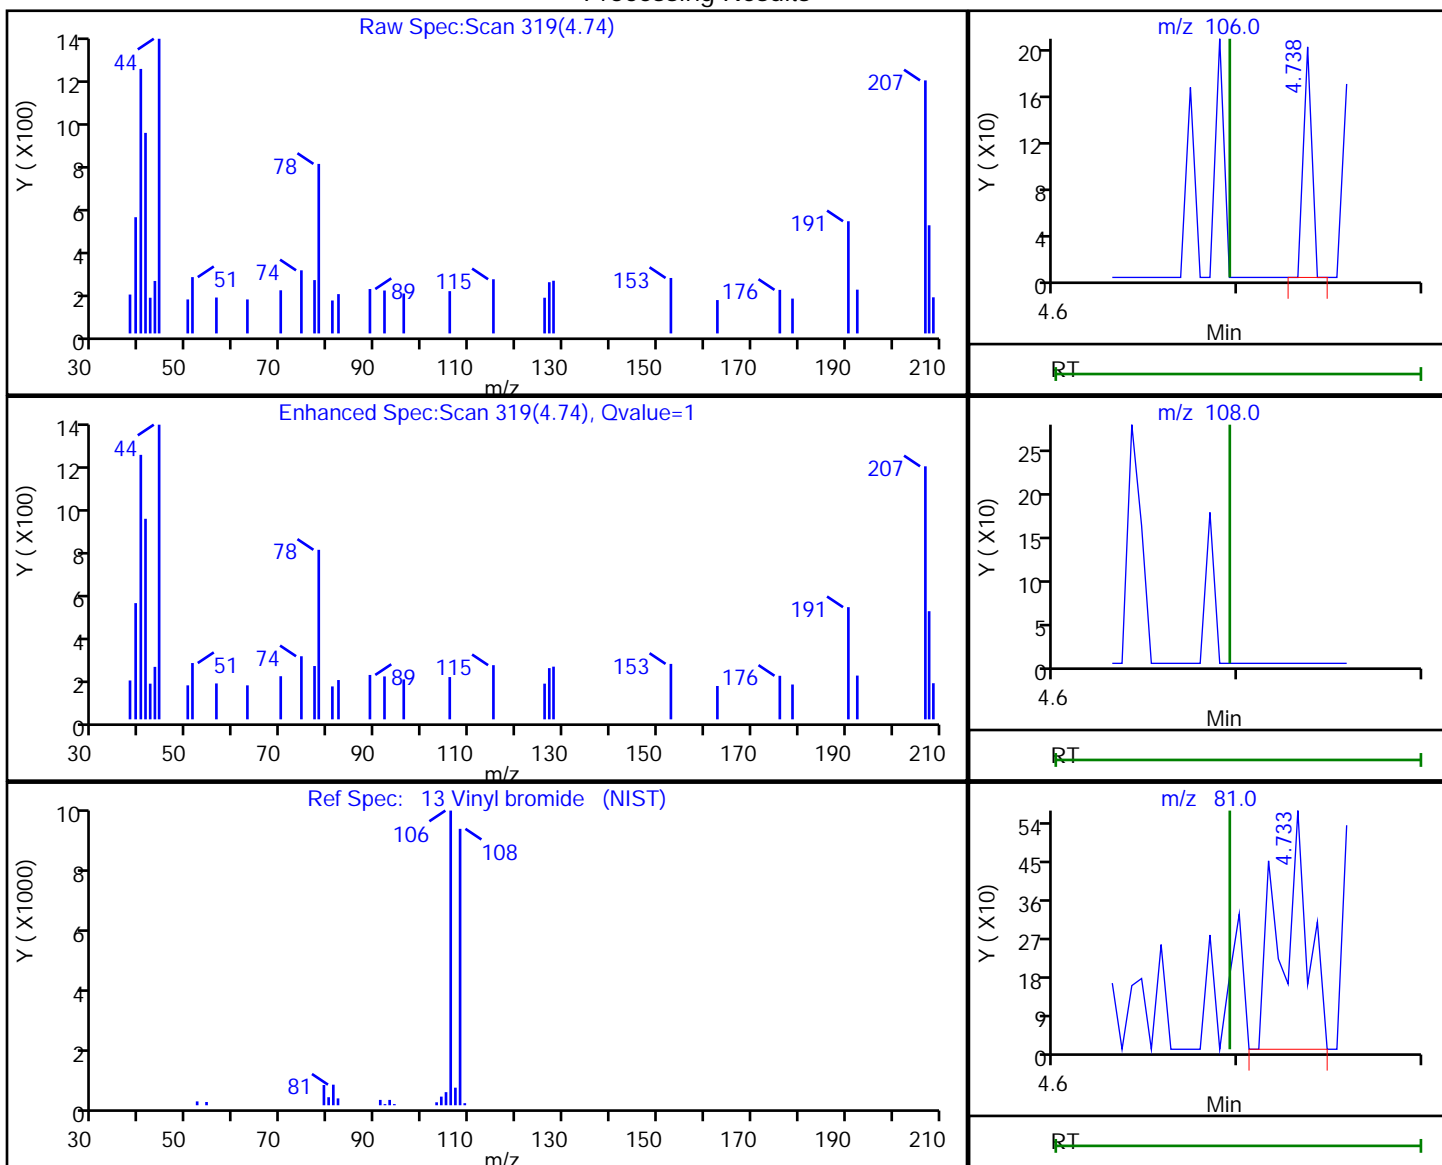 Raw Spec:Scan 319(4.74)
Y ( X100)
14
12
10
8
6
4
2
0
44
51
74
78
89
115
153
176
191
207
30 50 70 90 110 130 150 170 190 210
m/z
m/z 106.0
Y ( X10)
20
16
12
8
4
0
4.738
4.6
Min
RT
Enhanced Spec:Scan 319(4.74), Qvalue=1
Y ( X100)
14
12
10
8
6
4
2
0
44
51
74
78
89
115
153
176
191
207
30 50 70 90 110 130 150 170 190 210
m/z
m/z 108.0
Y ( X10)
25
20
15
10
5
0
4.6
Min
RT
Ref Spec: 13 Vinyl bromide (NIST)
Y ( X1000)
10
8
6
4
2
0
81
106
108
30 50 70 90 110 130 150 170 190 210
m/z
m/z 81.0
Y ( X10)
54
45
36
27
18
9
0
4.733
4.6
Min
RT